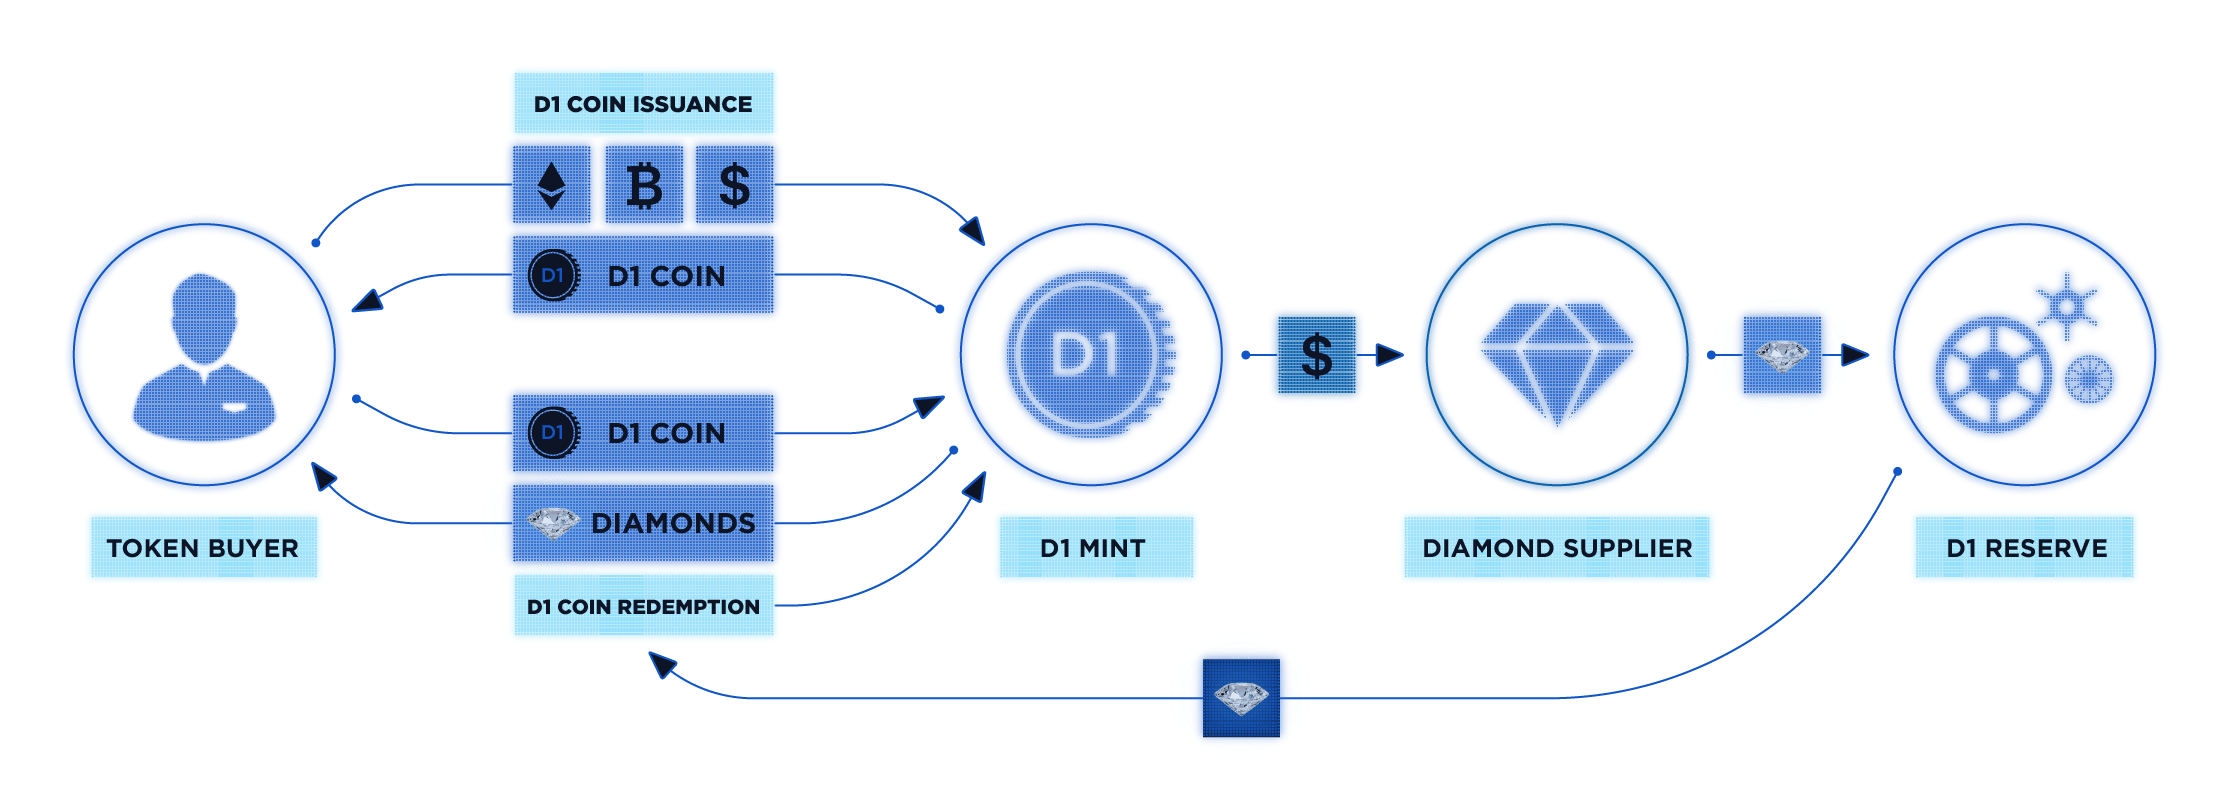 D1 COIN ISSUANCE
$
D1 D1 COIN
D1
$
D1 D1 COIN
DIAMONDS
TOKEN BUYER
D1 MINT
DIAMOND SUPPLIER
D1 RESERVE
D1 COIN REDEMPTION